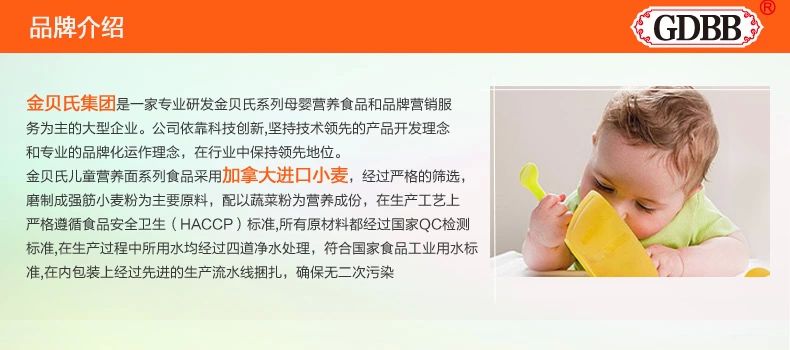 品牌介绍
GDBB®
金贝氏集团是一家专业研发金贝氏系列母婴营养食品和品牌营销服
务为主的大型企业。公司依靠科技创新,坚持技术领先的产品开发理念
和专业的品牌化运作理念，在行业中保持领先地位。
金贝氏儿童营养面系列食品采用加拿大进口小麦，经过严格的筛选，
磨制成强筋小麦粉为主要原料，配以蔬菜粉为营养成份，在生产工艺上
严格遵循食品安全卫生（HACCP）标准,所有原材料都经过国家QC检测
标准,在生产过程中所用水均经过四道净水处理，符合国家食品工业用水标
准,在内包装上经过先进的生产流水线捆扎，确保无二次污染